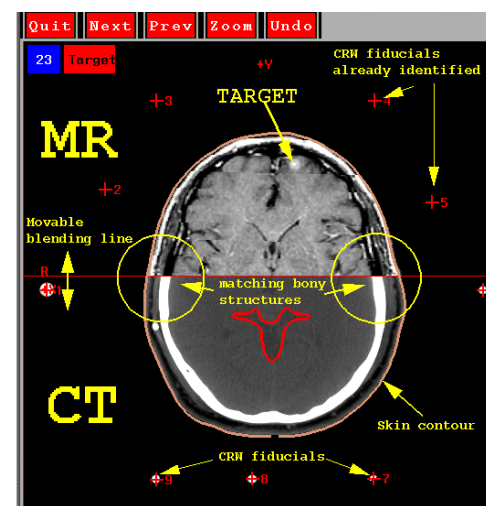 Quit Next Prev Zoom Undo
23 Target
+Y
CRW fiducials
already identified
+3
TARGET
+4
MR
+2
+5
Movable
blending line
R
matching bony
structures
CT
Skin contour
CRW fiducials
+9
+8
+7